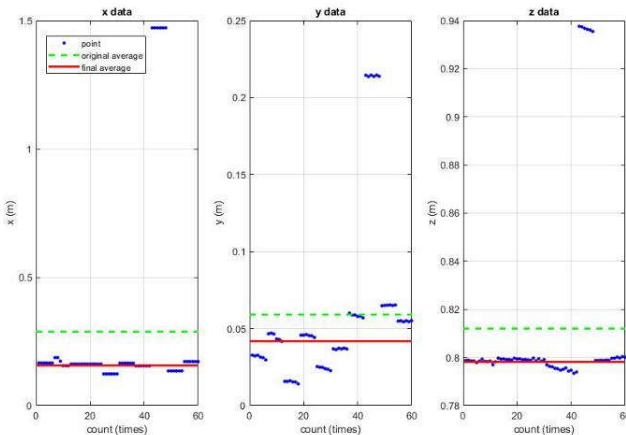 x data
1.5
1
0.5
0
x (m)
0
20
40
60
count (times)
point
original average
final average
y data
0.25
0.2
0.15
0.1
0.05
0
y (m)
0
20
40
60
count (times)
z data
0.94
0.92
0.9
0.88
0.86
0.84
0.82
0.8
0.78
z (m)
0
20
40
60
count (times)